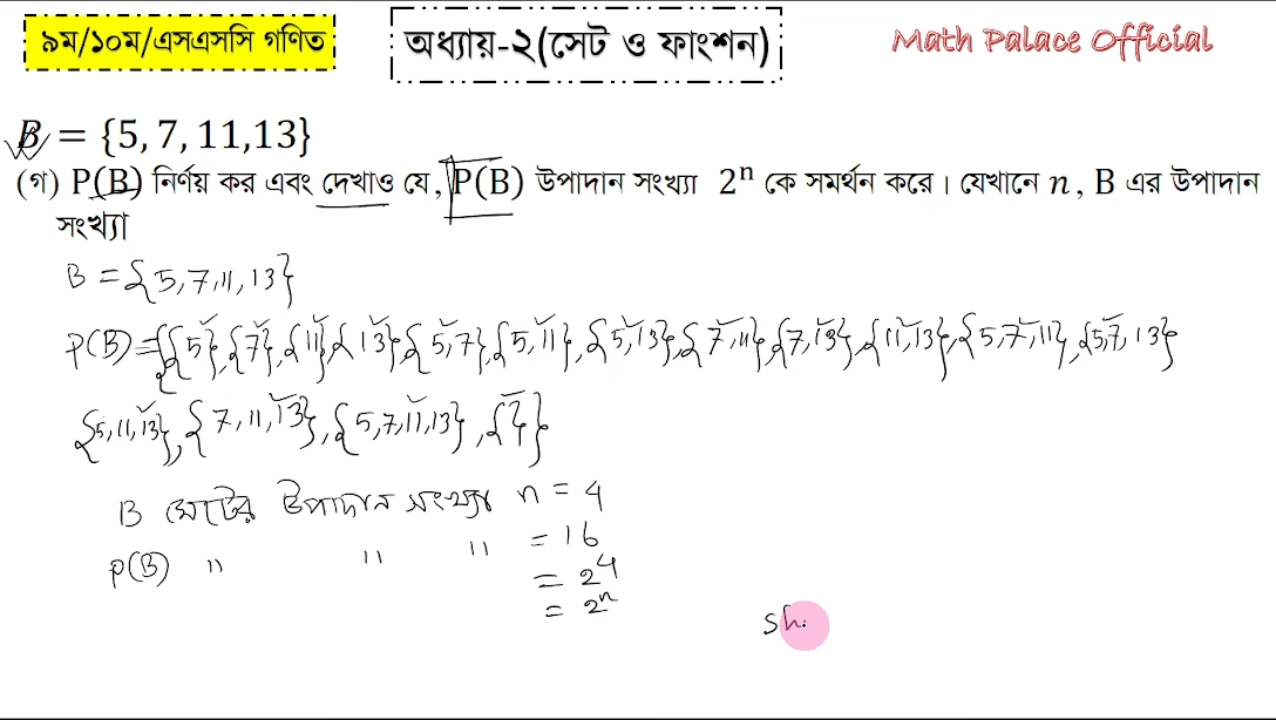 ৯ম/১০ম/এসএসসি গণিত
অধ্যায়-২(সেট ও ফাংশন)
Math Palace Official
B = {5, 7, 11,13}
(গ) P(B) নির্ণয় কর এবং দেখাও যে, P(B) উপাদান সংখ্যা 2ⁿ কে সমর্থন করে। যেখানে n, B এর উপাদান
সংখ্যা
B = {5, 7, 11, 13}
P(B) = {{5}, {7}, {11}, {13}, {5, 7}, {5, 11}, {5, 13}, {7, 11}, {7, 13}, {11, 13}, {5, 7, 11}, {5, 7, 13}
{5, 11, 13}, {7, 11, 13}, {5, 7, 11, 13}, { }}
B সেটের উপাদান সংখ্যা n = 4
P(B) " " " = 16
= 2⁴
= 2ⁿ
sh